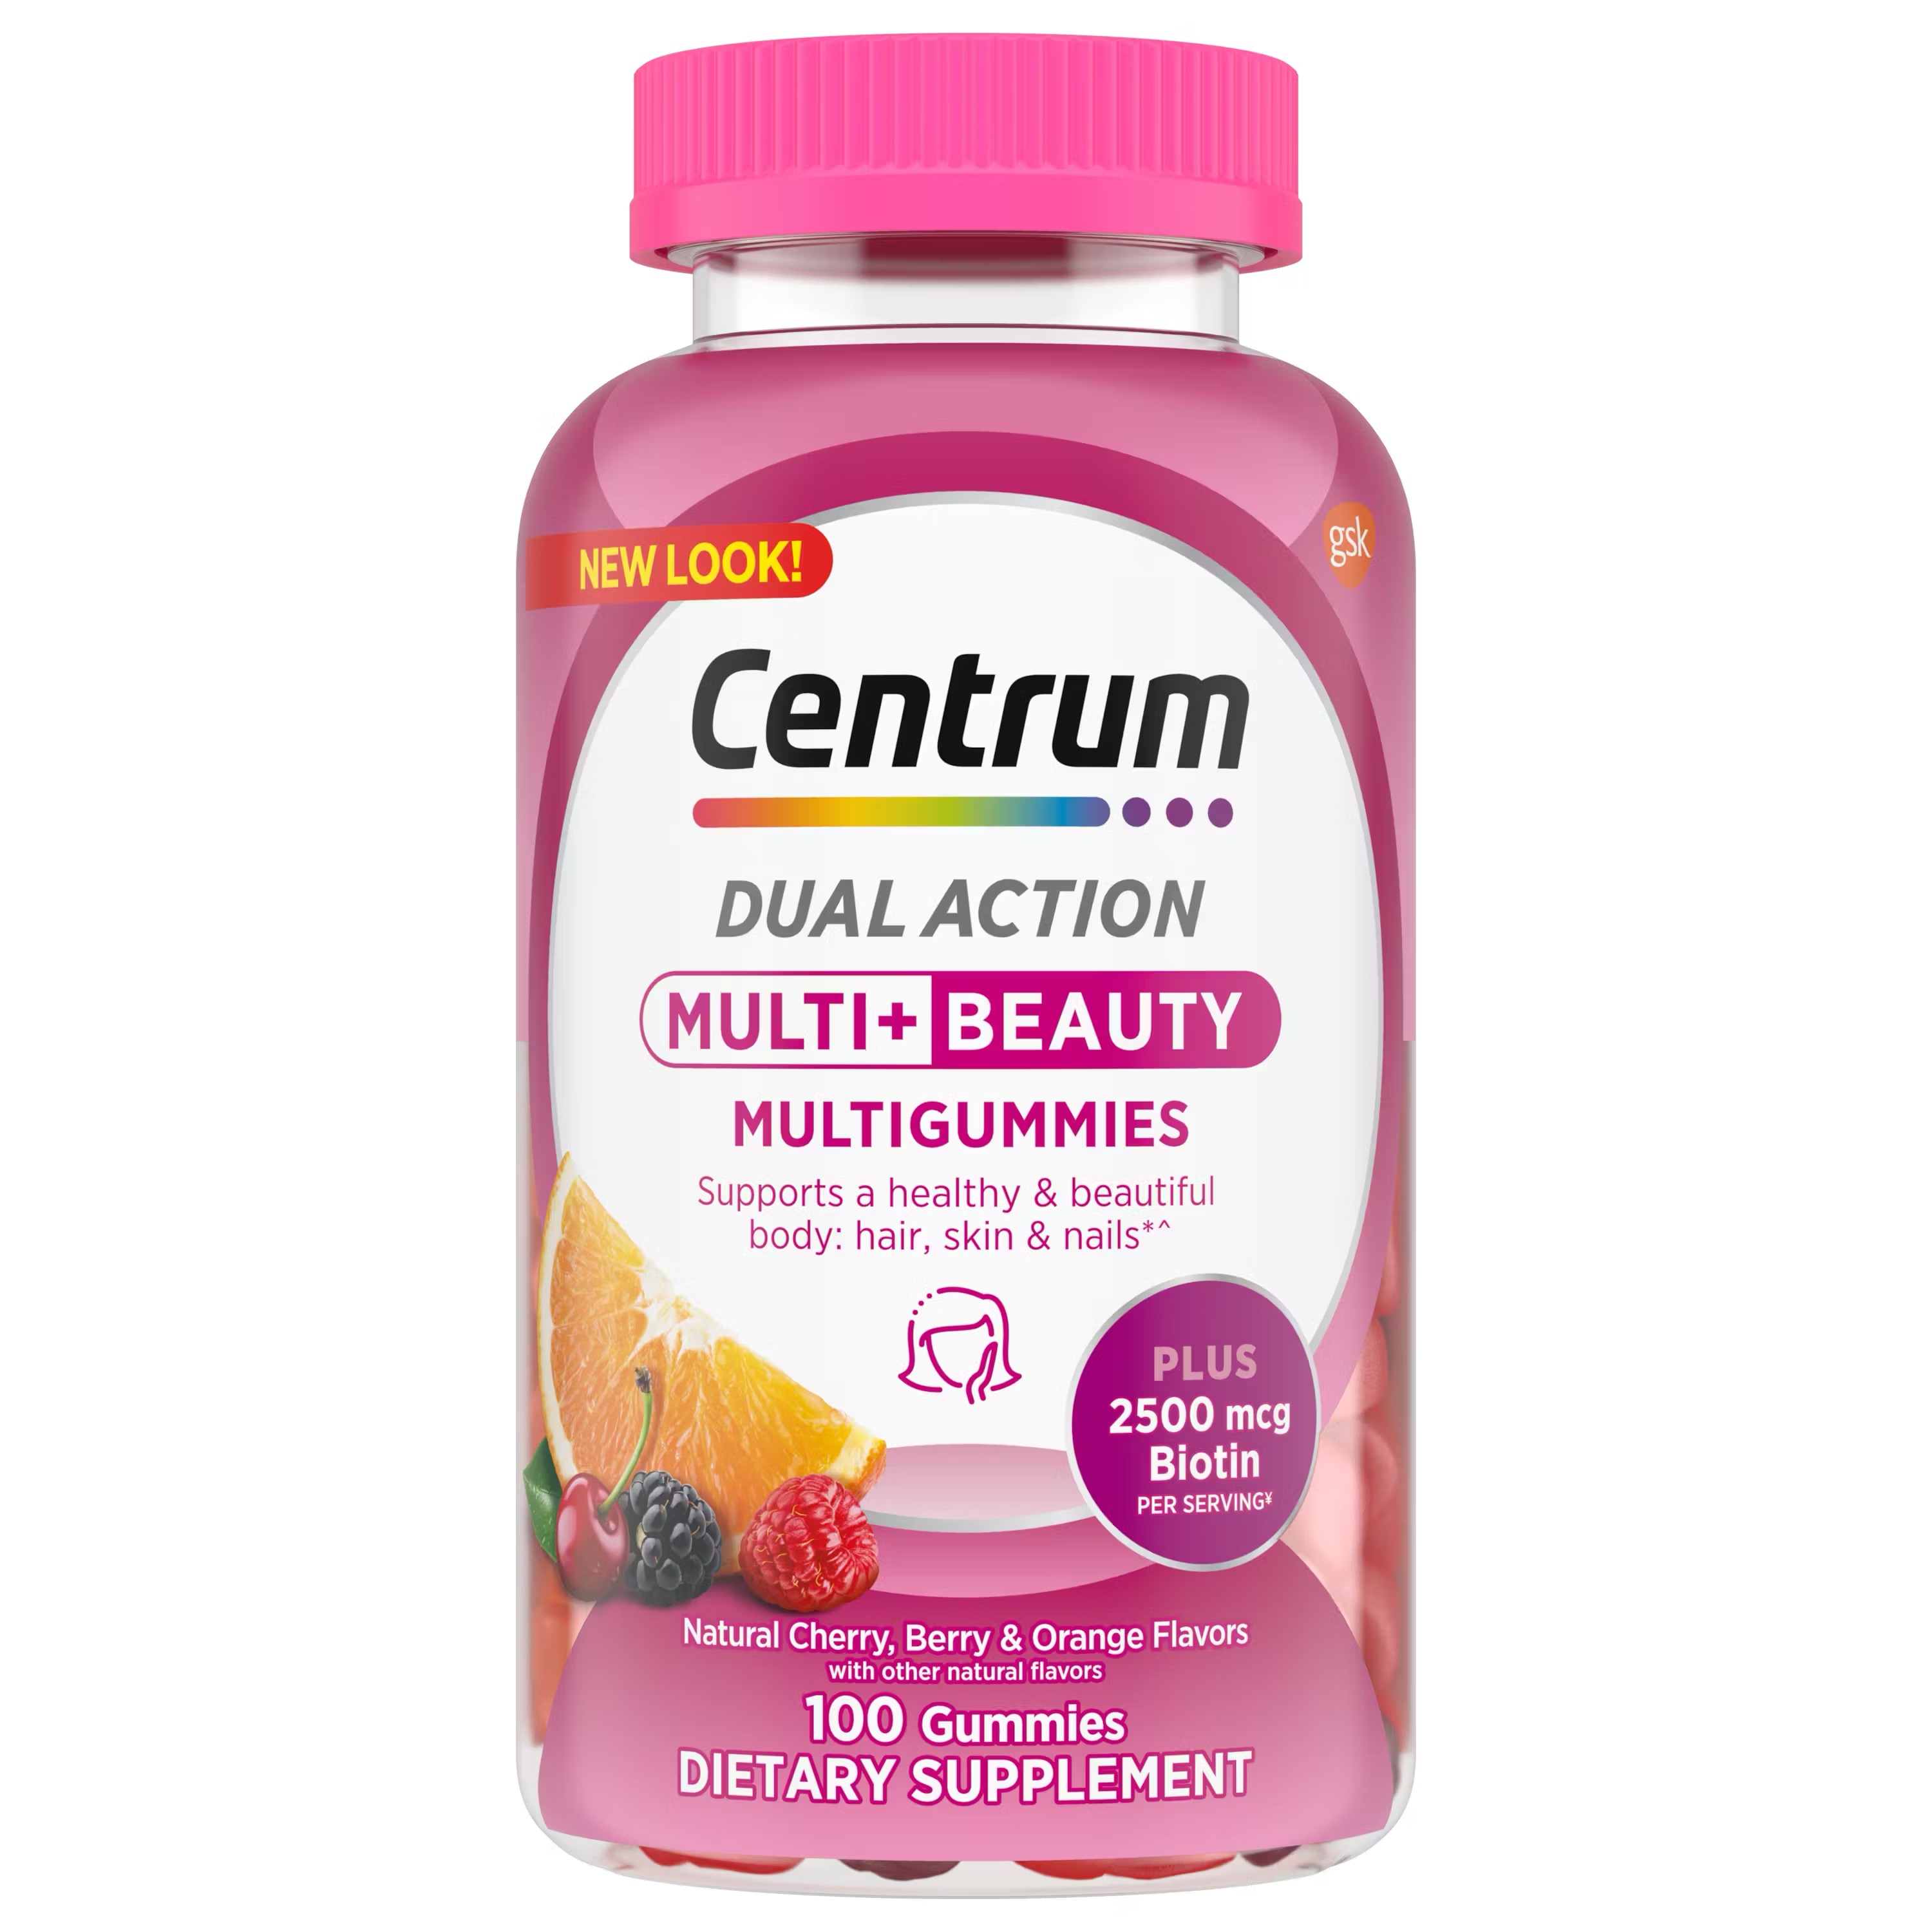 NEW LOOK!
gsk
Centrum
DUAL ACTION
MULTI+ BEAUTY
MULTIGUMMIES
Supports a healthy & beautiful
body: hair, skin & nails*^
PLUS
2500 mcg
Biotin
PER SERVING¥
Natural Cherry, Berry & Orange Flavors
with other natural flavors
100 Gummies
DIETARY SUPPLEMENT